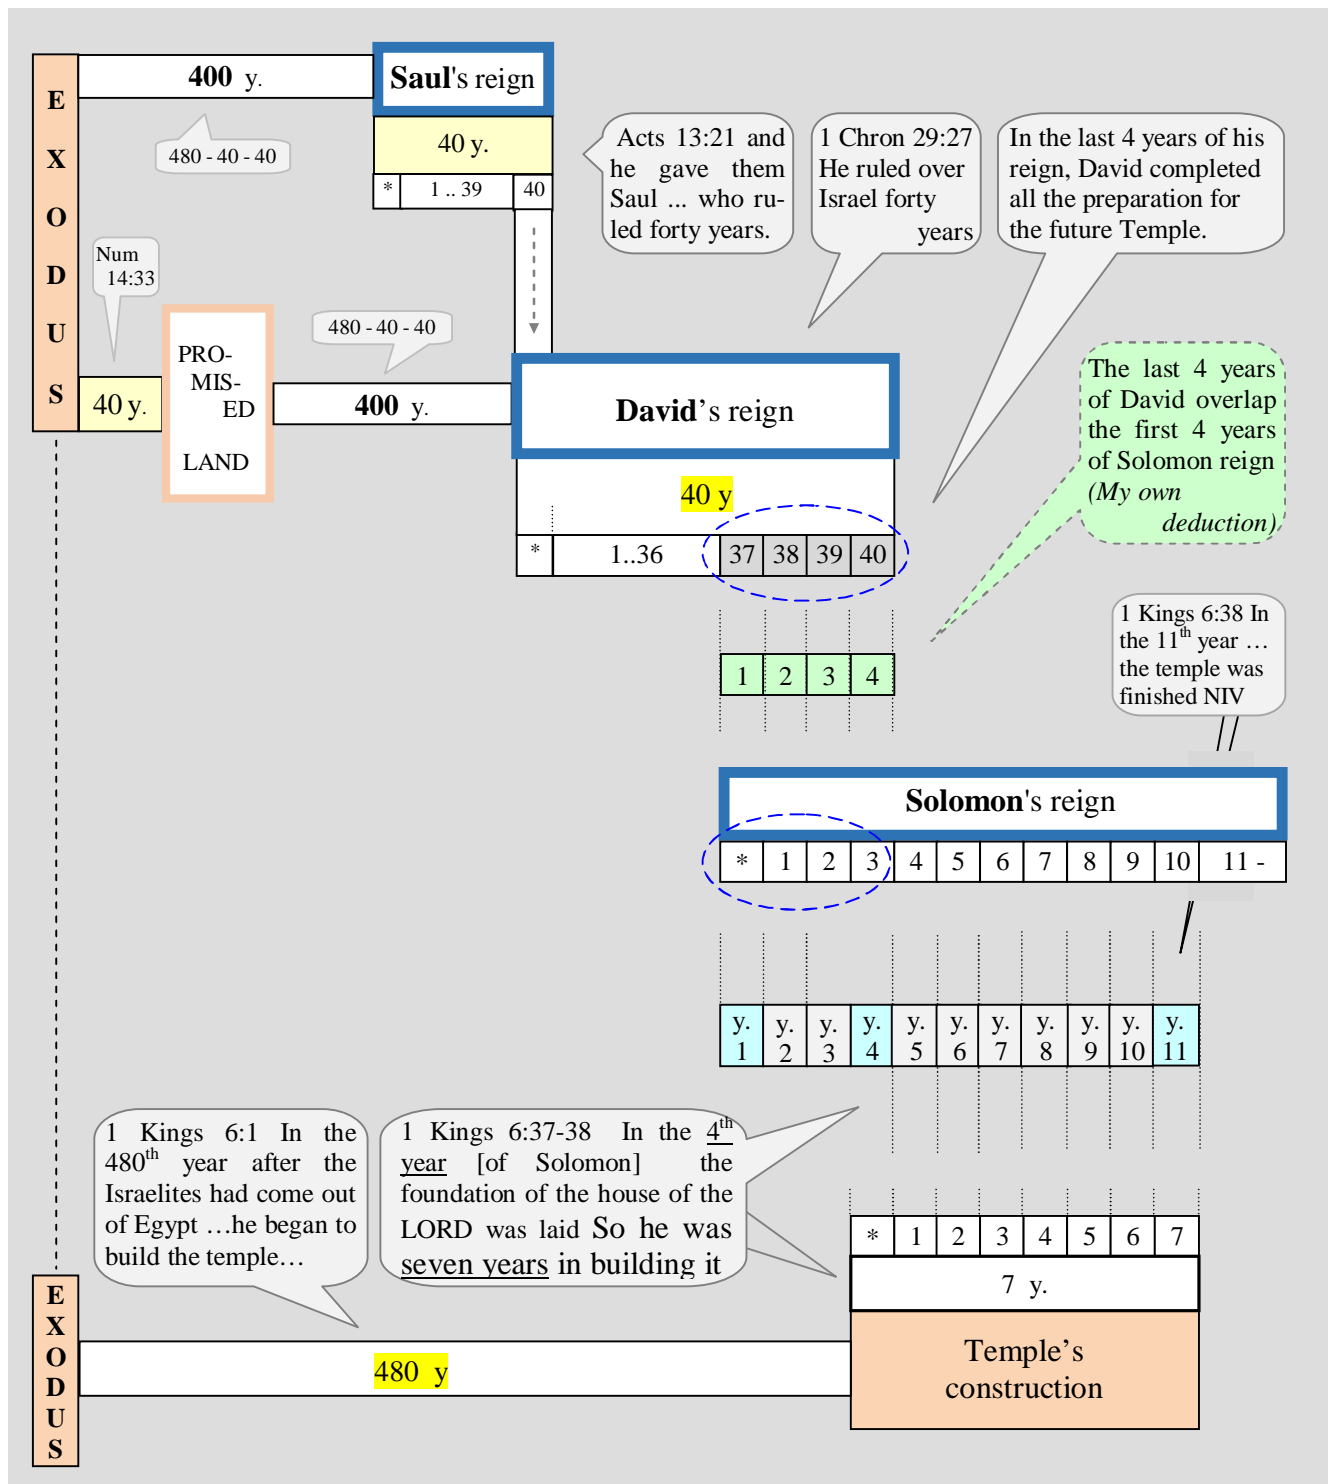 EXODUS
400 y.
Saul's reign
480 - 40 - 40
40 y.
* 1 .. 39 40
Acts 13:21 and
he gave them
Saul ... who ru-
led forty years.
1 Chron 29:27
He ruled over
Israel forty
years
In the last 4 years of his
reign, David completed
all the preparation for
the future Temple.
Num
14:33
480 - 40 - 40
40 y.
PRO-
MIS-
ED
LAND
400 y.
David’s reign
The last 4 years
of David overlap
the first 4 years
of Solomon reign
(My own
deduction)
40 y
* 1..36 37 38 39 40
1 2 3 4
1 Kings 6:38 In
the 11th year …
the temple was
finished NIV
Solomon's reign
* 1 2 3 4 5 6 7 8 9 10 11 -
y. y. y. y. y. y. y. y. y. y. y.
1 2 3 4 5 6 7 8 9 10 11
1 Kings 6:1 In the
480th year after the
Israelites had come out
of Egypt …he began to
build the temple…
1 Kings 6:37-38 In the 4th
year [of Solomon] the
foundation of the house of the
LORD was laid So he was
seven years in building it
* 1 2 3 4 5 6 7
7 y.
EXODUS
480 y
Temple’s
construction